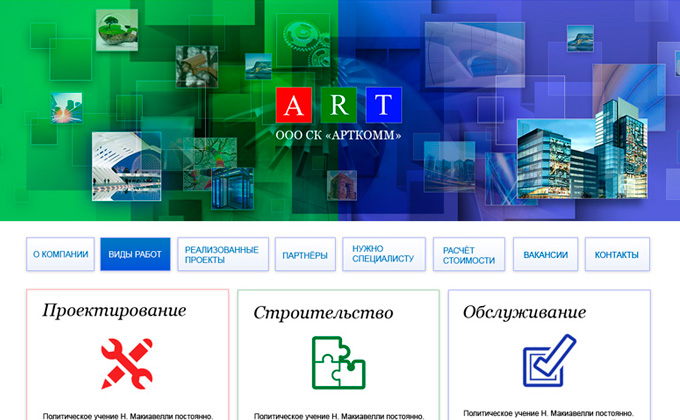 A R T
ООО СК «АРТКОММ»
О КОМПАНИИ
ВИДЫ РАБОТ
РЕАЛИЗОВАННЫЕ
ПРОЕКТЫ
ПАРТНЁРЫ
НУЖНО
СПЕЦИАЛИСТУ
РАСЧЁТ
СТОИМОСТИ
ВАКАНСИИ
КОНТАКТЫ
Проектирование
Строительство
Обслуживание
Политическое учение Н. Макиавелли постоянно.
Политическое учение Н. Макиавелли постоянно.
Политическое учение Н. Макиавелли постоянно.